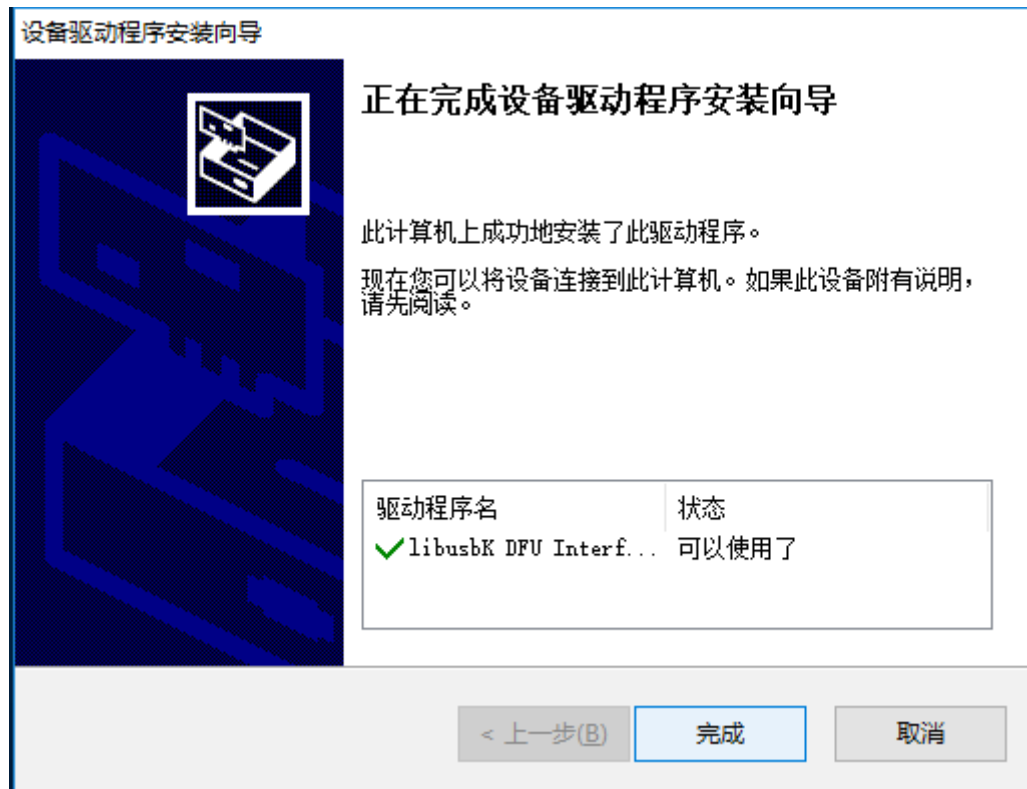 设备驱动程序安装向导
正在完成设备驱动程序安装向导
此计算机上成功地安装了此驱动程序。
现在您可以将设备连接到此计算机。如果此设备附有说明，
请先阅读。
驱动程序名 状态
libusbK DFU Interf... 可以使用了
< 上一步(B) 完成 取消